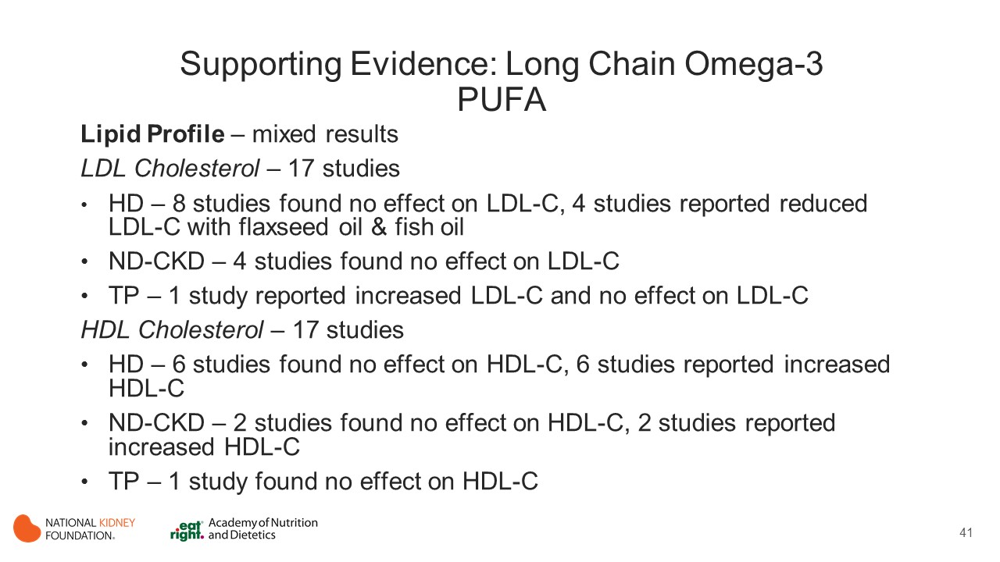 Supporting Evidence: Long Chain Omega-3
PUFA
Lipid Profile – mixed results
LDL Cholesterol – 17 studies
• HD – 8 studies found no effect on LDL-C, 4 studies reported reduced
LDL-C with flaxseed oil & fish oil
• ND-CKD – 4 studies found no effect on LDL-C
• TP – 1 study reported increased LDL-C and no effect on LDL-C
HDL Cholesterol – 17 studies
• HD – 6 studies found no effect on HDL-C, 6 studies reported increased
HDL-C
• ND-CKD – 2 studies found no effect on HDL-C, 2 studies reported
increased HDL-C
• TP – 1 study found no effect on HDL-C
NATIONAL KIDNEY
FOUNDATION®
eat®
right.
Academy of Nutrition
and Dietetics
41